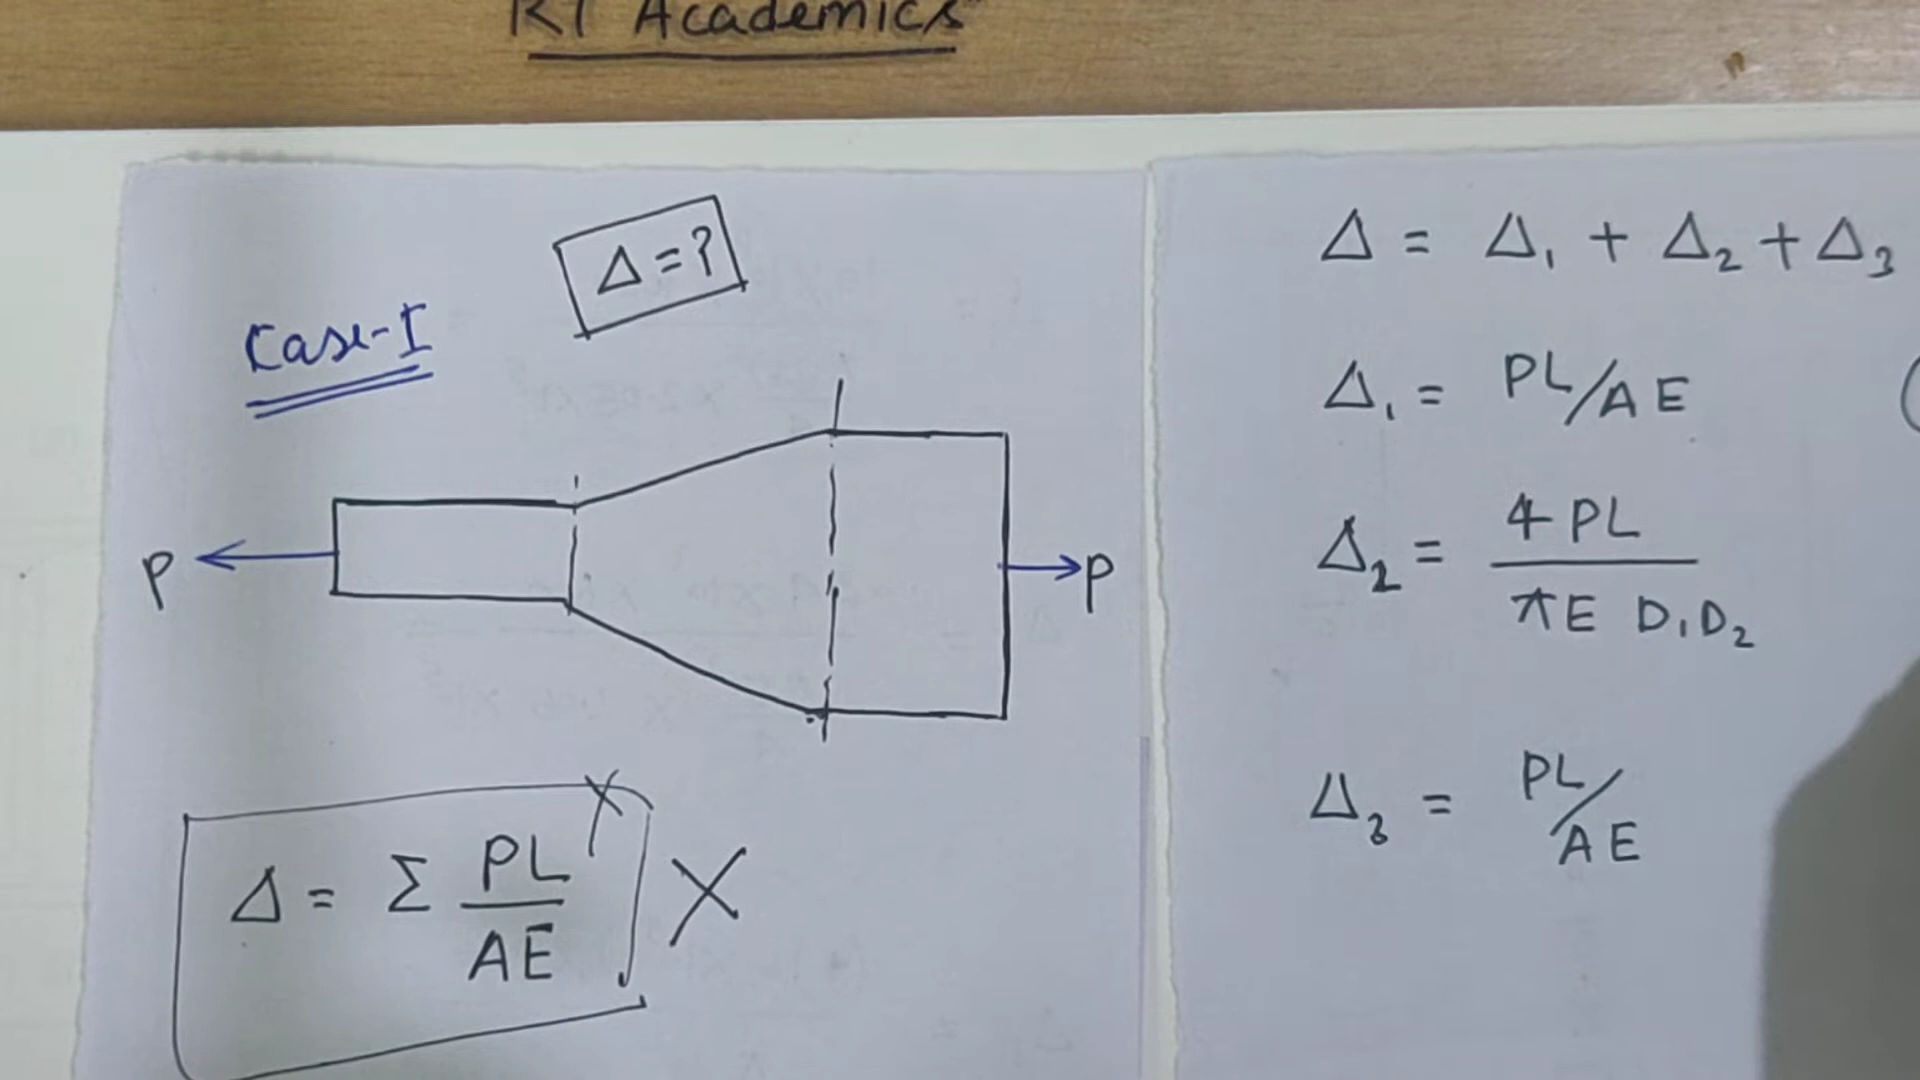 RT Academics
Δ = ?
Case-I
P
P
Δ = Σ PL/AE X
Δ = Δ₁ + Δ₂ + Δ₃
Δ₁ = PL/AE
Δ₂ = 4PL/πE D₁D₂
Δ₃ = PL/AE